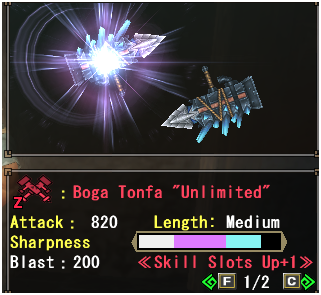 Z : Boga Tonfa "Unlimited"
Attack : 820 Length: Medium
Sharpness
Blast : 200 ≪Skill Slots Up+1≫
F 1/2 C